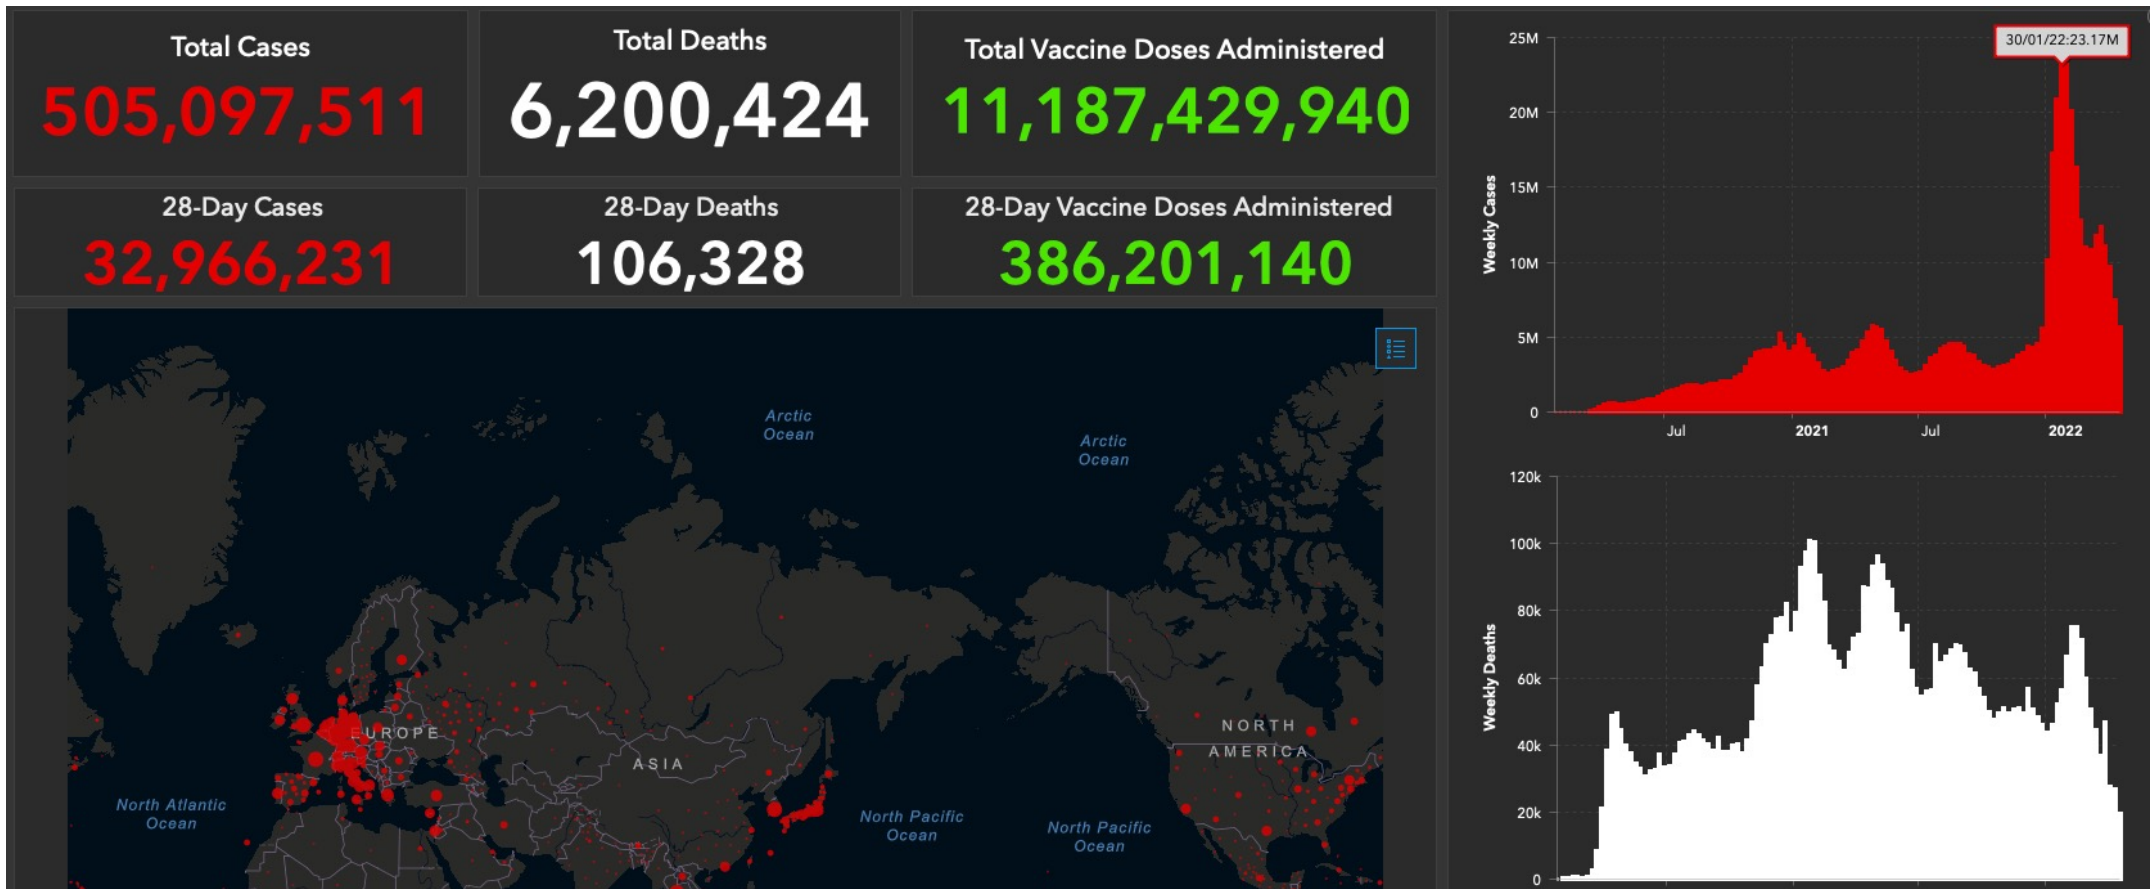 Total Cases
505,097,511
Total Deaths
6,200,424
Total Vaccine Doses Administered
11,187,429,940
28-Day Cases
32,966,231
28-Day Deaths
106,328
28-Day Vaccine Doses Administered
386,201,140
Arctic
Ocean
Arctic
Ocean
EUROPE
ASIA
NORTH
AMERICA
North Atlantic
Ocean
North Pacific
Ocean
North Pacific
Ocean
30/01/22:23.17M
Weekly Cases
25M
20M
15M
10M
5M
0
Jul
2021
Jul
2022
Weekly Deaths
120k
100k
80k
60k
40k
20k
0